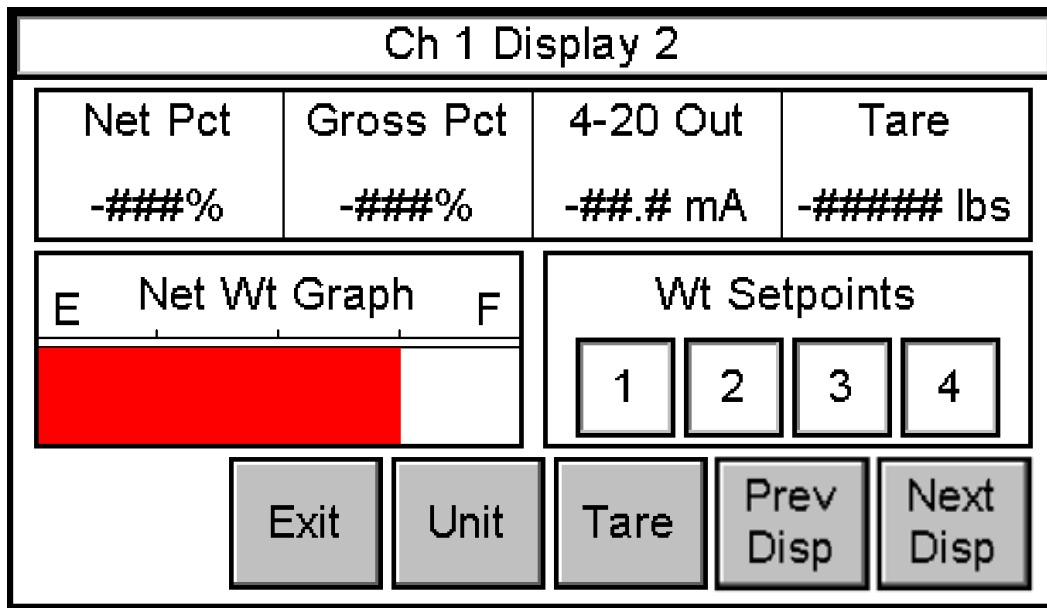 Ch 1 Display 2
Net Pct Gross Pct 4-20 Out Tare
-###% -###% -##.# mA -##### lbs
E Net Wt Graph F Wt Setpoints
1 2 3 4
Exit Unit Tare Prev Disp Next Disp